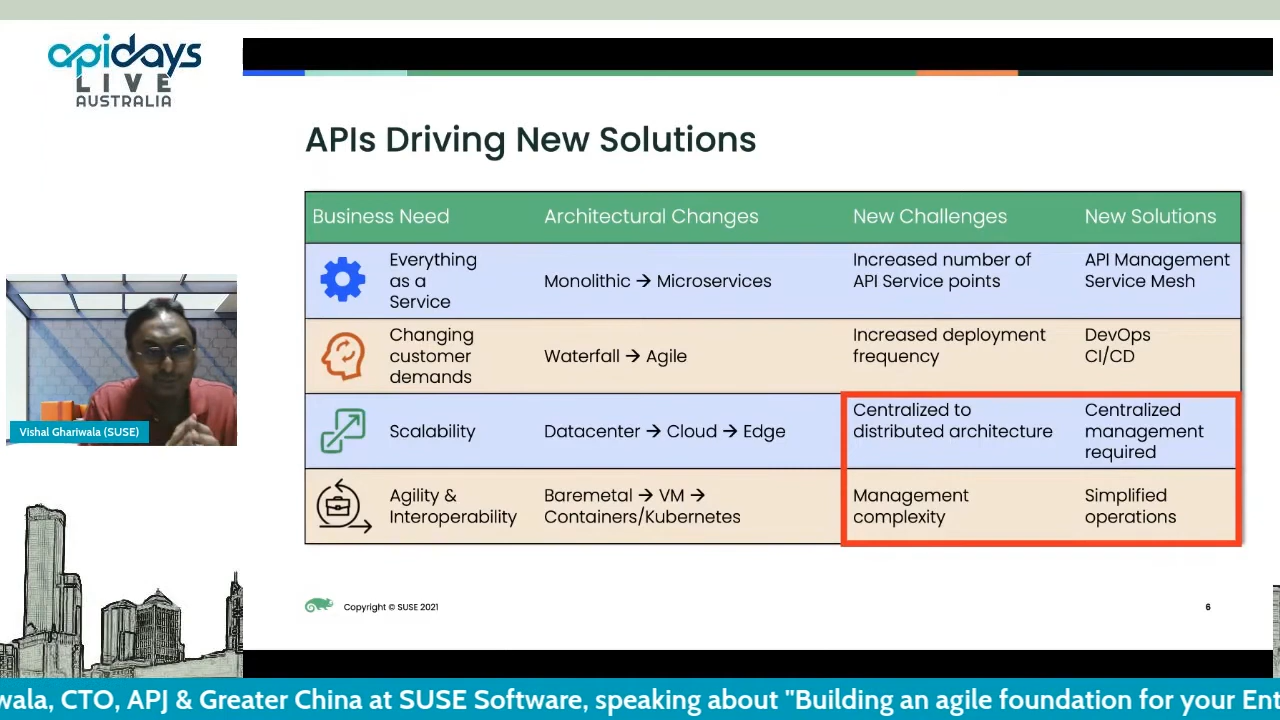 apidays
LIVE
AUSTRALIA
APIs Driving New Solutions
Business Need
Architectural Changes
New Challenges
New Solutions
Everything
as a
Service
Monolithic → Microservices
Increased number of
API Service points
API Management
Service Mesh
Changing
customer
demands
Waterfall → Agile
Increased deployment
frequency
DevOps
CI/CD
Scalability
Datacenter → Cloud → Edge
Centralized to
distributed architecture
Centralized
management
required
Agility &
Interoperability
Baremetal → VM →
Containers/Kubernetes
Management
complexity
Simplified
operations
Vishal Ghariwala (SUSE)
Copyright © SUSE 2021
6
wala, CTO, APJ & Greater China at SUSE Software, speaking about "Building an agile foundation for your Ent